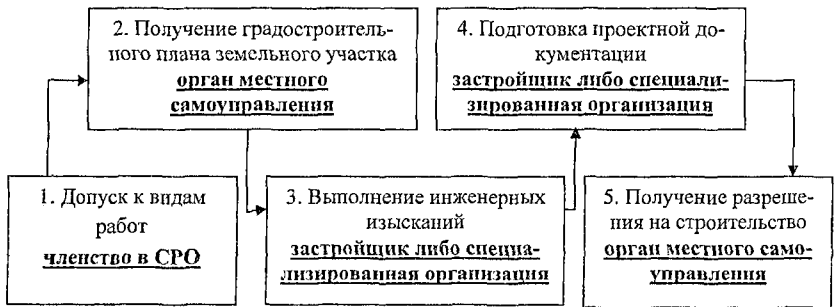 2. Получение градостроитель-
ного плана земельного участка
орган местного
самоуправления
4. Подготовка проектной до-
кументации
застройщик либо специали-
зированная организация
1. Допуск к видам
работ
членство в СРО
3. Выполнение инженерных
изысканий
застройщик либо специа-
лизированная организация
5. Получение разреше-
ния на строительство
орган местного само-
управления